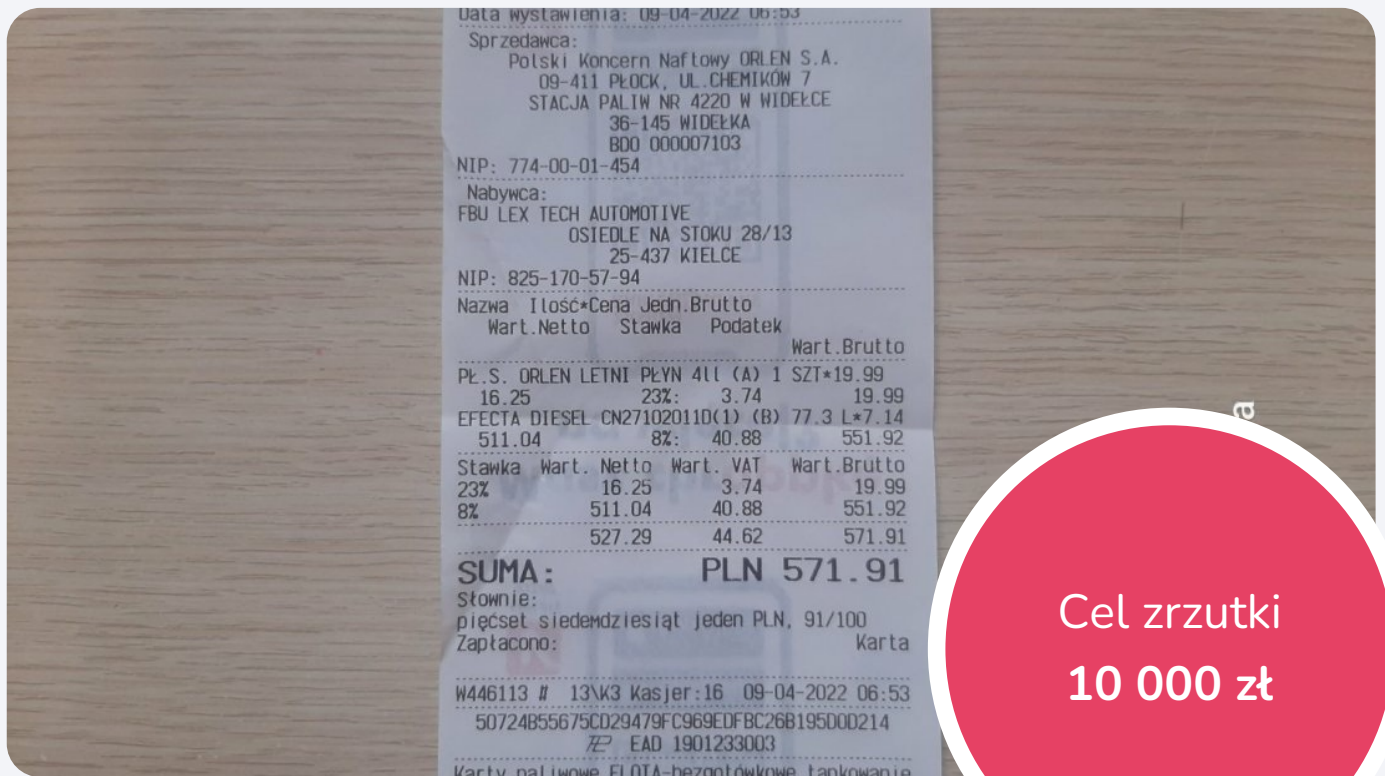 Data wystawienia: 09-04-2022 06:53
Sprzedawca:
Polski Koncern Naftowy ORLEN S.A.
09-411 PŁOCK, UL.CHEMIKÓW 7
STACJA PALIW NR 4220 W WIDEŁCE
36-145 WIDEŁKA
BDO 000007103
NIP: 774-00-01-454
Nabywca:
FBU LEX TECH AUTOMOTIVE
OSIEDLE NA STOKU 28/13
25-437 KIELCE
NIP: 825-170-57-94
Nazwa Ilość*Cena Jedn.Brutto
Wart.Netto Stawka Podatek
Wart.Brutto
PŁ.S. ORLEN LETNI PŁYN 4ll (A) 1 SZT*19.99
16.25 23%: 3.74 19.99
EFECTA DIESEL CN27102011D(1) (B) 77.3 L*7.14
511.04 8%: 40.88 551.92
Stawka Wart. Netto Wart. VAT Wart.Brutto
23% 16.25 3.74 19.99
8% 511.04 40.88 551.92
527.29 44.62 571.91
SUMA: PLN 571.91
Słownie:
pięćset siedemdziesiąt jeden PLN, 91/100
Zapłacono: Karta
W446113 # 13\K3 Kasjer:16 09-04-2022 06:53
50724B55675CD29479FC969EDFBC26B195D0D214
EAD 1901233003
Karty paliwowe FLOTA-bezgotówkowe tankowanie
a
Cel zrzutki
10 000 zł